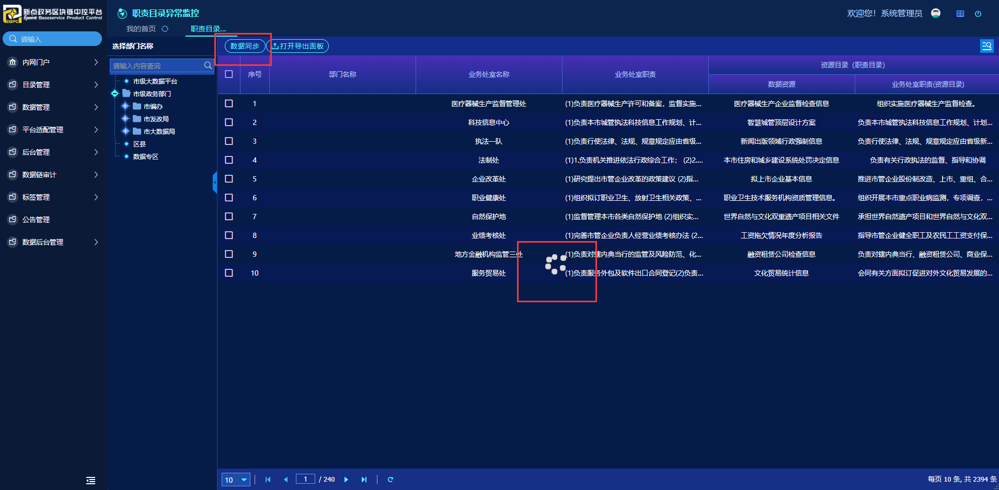 新点政务区块链中控平台
Epoint Baseservice Product Control
EBPC
职责目录异常监控
欢迎您！系统管理员
我的首页
职责目录...
请输入
内网门户
目录管理
数据管理
平台适配管理
后台管理
数据链审计
标签管理
公告管理
数据后台管理
选择部门名称
请输入内容查询
市级大数据平台
市级政务部门
市编办
市发改局
市大数据局
区县
数据专区
数据同步 打开导出面板
序号 部门名称 业务处室名称 业务处室职责 资源目录（职责目录）
数据资源 业务处室职责(资源目录)
1 医疗器械生产监督管理处 (1)负责医疗器械生产许可和备案，监督实施... 医疗器械生产企业监督检查信息 组织实施医疗器械生产监督检查。
2 科技信息中心 (1)负责本市城管执法科技信息工作规划、计... 智慧城管顶层设计方案 负责本市城管执法科技信息工作规划、计划...
3 执法一队 (1)负责行使法律、法规、规章规定应由省级... 新闻出版领域行政强制信息 负责行使法律、法规、规章规定应由省级新...
4 法制处 (1)1.负责机关推进依法行政综合工作； (2)2.... 本市住房和城乡建设系统处罚决定信息 负责有关行政执法的监督、指导和协调
5 企业改革处 (1)研究提出市管企业改革的政策建议 (2)指... 拟上市企业基本信息 推进市管企业股份制改造、上市、重组、合...
6 职业健康处 (1)组织拟订职业卫生、放射卫生相关政策、... 职业卫生技术服务机构资质管理信息。 组织开展本市重点职业病监测，专项调查，...
7 自然保护地 (1)监督管理本市各类自然保护地 (2)组织实... 世界自然与文化双重遗产项目相关文件 承担世界自然遗产项目和世界自然与文化双...
8 业绩考核处 (1)完善市管企业负责人经营业绩考核办法 (2... 工资拖欠情况年度分析报告 指导市管企业健全职工及农民工工资支付保...
9 地方金融机构监管三处 (1)负责对辖内典当行的监管及风险防范、化... 融资租赁公司检查信息 负责对辖内典当行、融资租赁公司、商业保...
10 服务贸易处 (1)负责服务外包及软件出口合同登记(2)负责... 文化贸易统计信息 会同有关方面拟订促进对外文化贸易发展的...
10 1 / 240
每页 10 条, 共 2394 条